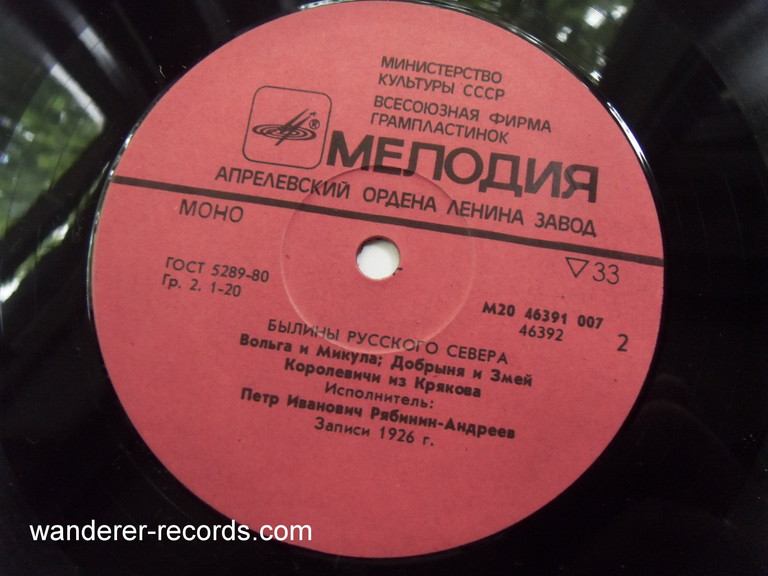 МИНИСТЕРСТВО
КУЛЬТУРЫ СССР
ВСЕСОЮЗНАЯ ФИРМА
ГРАМПЛАСТИНОК
®
МЕЛОДИЯ
АПРЕЛЕВСКИЙ ОРДЕНА ЛЕНИНА ЗАВОД
МОНО
▽33
ГОСТ 5289-80
Гр. 2. 1-20
М20 46391 007
46392
2
БЫЛИНЫ РУССКОГО СЕВЕРА
Вольга и Микула; Добрыня и Змей
Королевичи из Крякова
Исполнитель:
Петр Иванович Рябинин-Андреев
Записи 1926 г.
wanderer-records.com